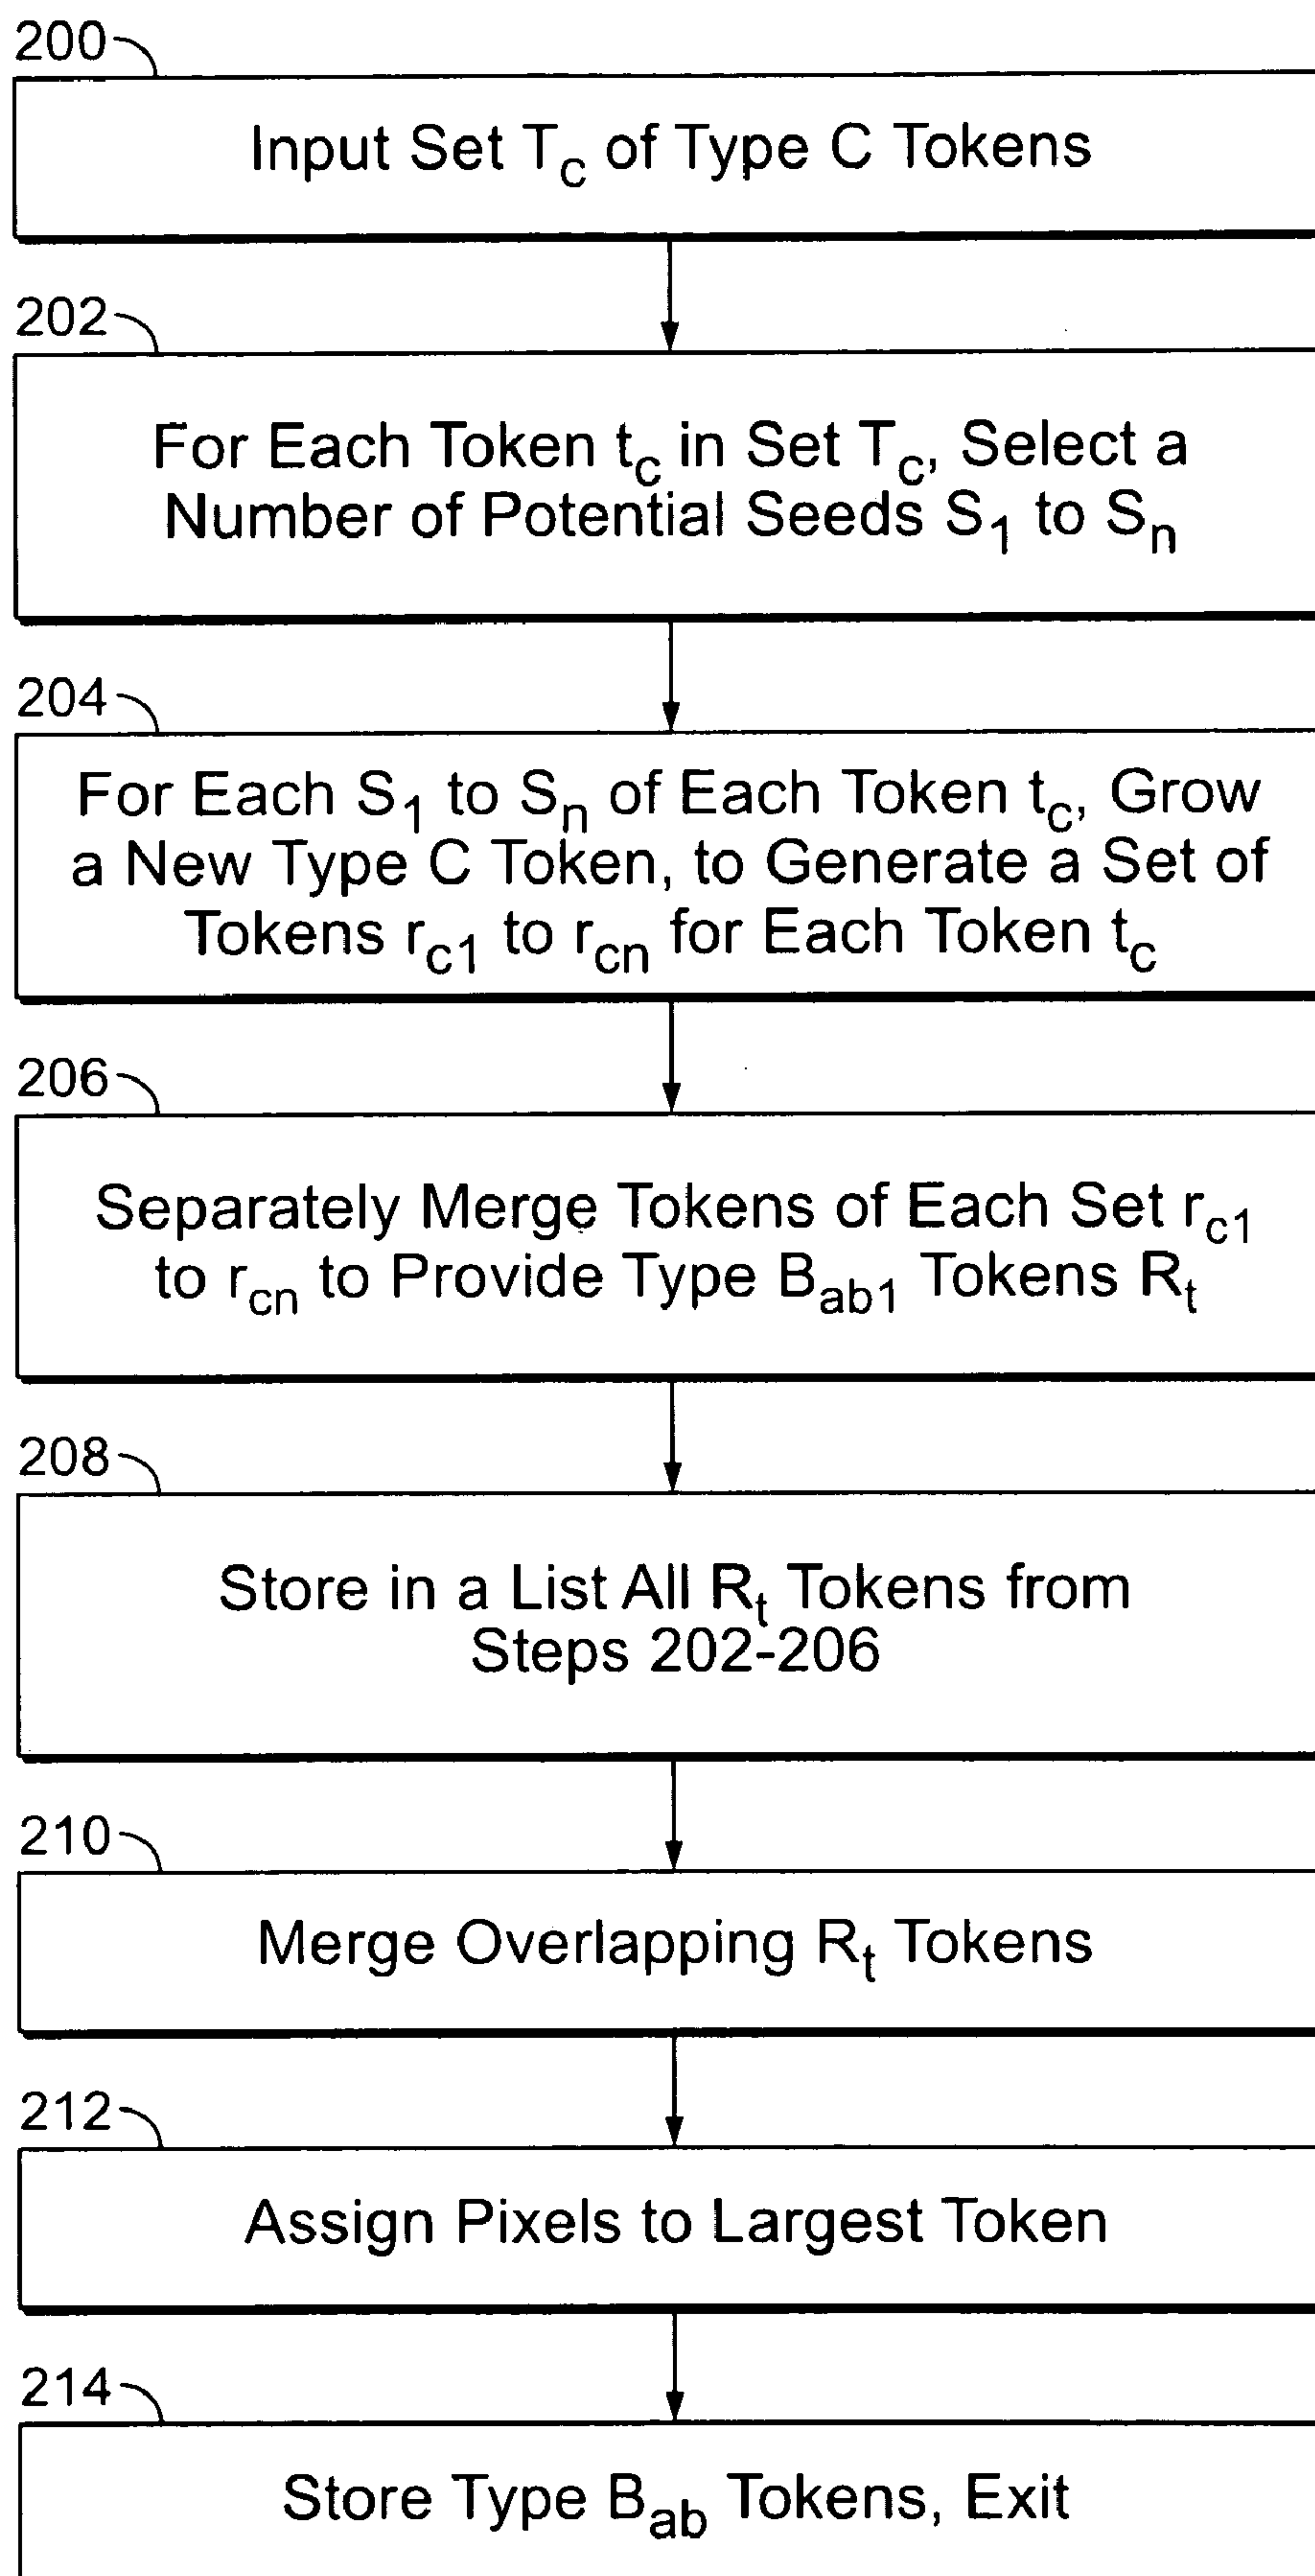 200
Input Set Tc of Type C Tokens
202
For Each Token tc in Set Tc, Select a
Number of Potential Seeds S1 to Sn
204
For Each S1 to Sn of Each Token tc, Grow
a New Type C Token, to Generate a Set of
Tokens rc1 to rcn for Each Token tc
206
Separately Merge Tokens of Each Set rc1
to rcn to Provide Type Bab1 Tokens Rt
208
Store in a List All Rt Tokens from
Steps 202-206
210
Merge Overlapping Rt Tokens
212
Assign Pixels to Largest Token
214
Store Type Bab Tokens, Exit